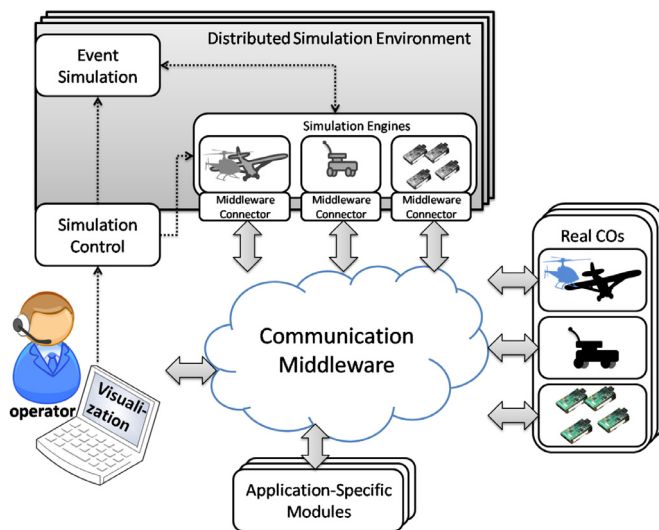 Distributed Simulation Environment
Event
Simulation
Simulation Engines
Middleware
Connector
Middleware
Connector
Middleware
Connector
Simulation
Control
Real COs
Communication
Middleware
operator
Visuali-
zation
Application-Specific
Modules